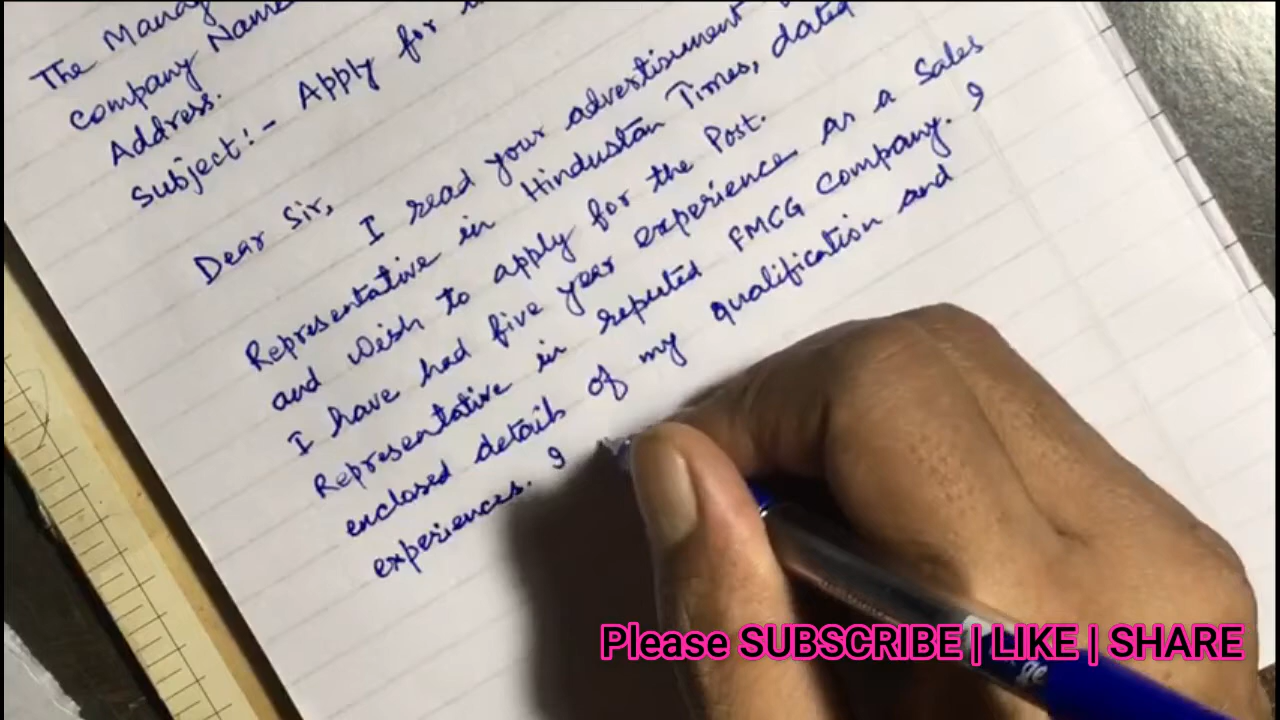 The Manag
Company Name
Address.
Subject:- Apply for
Dear Sir,
I read your advertisement
Representative in Hindustan Times, dated
and wish to apply for the Post.
I have had five year experience as a Sales
Representative in reputed FMCG Company. I
enclosed details of my qualification and
experiences. I
Please SUBSCRIBE | LIKE | SHARE
ge